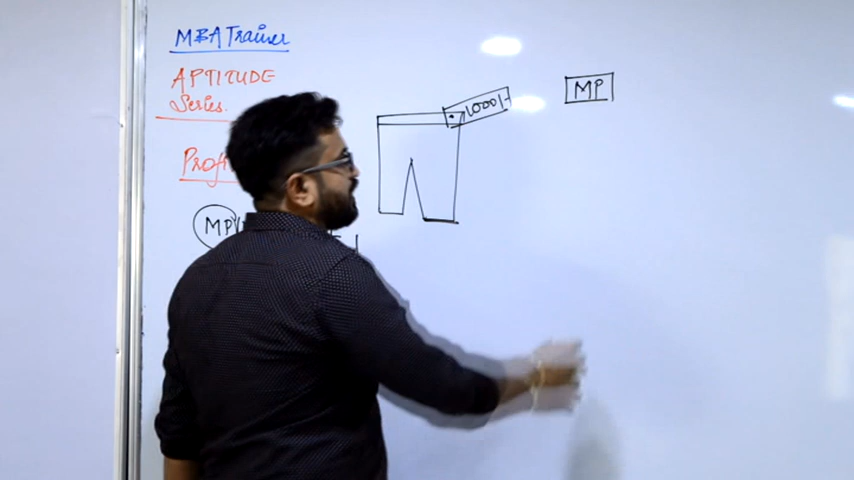 MBA Trainer
APTITUDE
Series.
1000/-
MP
MP